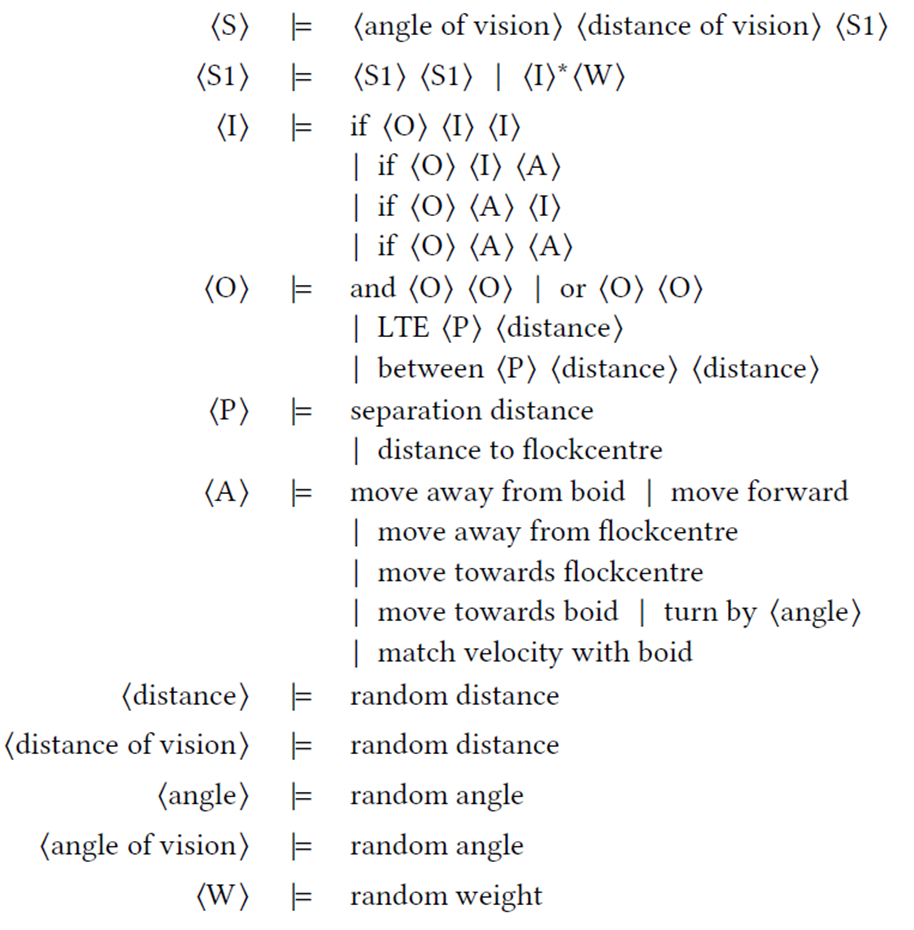 ⟨S⟩ ⊨ ⟨angle of vision⟩ ⟨distance of vision⟩ ⟨S1⟩
⟨S1⟩ ⊨ ⟨S1⟩ ⟨S1⟩ | ⟨I⟩*⟨W⟩
⟨I⟩ ⊨ if ⟨O⟩ ⟨I⟩ ⟨I⟩
| if ⟨O⟩ ⟨I⟩ ⟨A⟩
| if ⟨O⟩ ⟨A⟩ ⟨I⟩
| if ⟨O⟩ ⟨A⟩ ⟨A⟩
⟨O⟩ ⊨ and ⟨O⟩ ⟨O⟩ | or ⟨O⟩ ⟨O⟩
| LTE ⟨P⟩ ⟨distance⟩
| between ⟨P⟩ ⟨distance⟩ ⟨distance⟩
⟨P⟩ ⊨ separation distance
| distance to flockcentre
⟨A⟩ ⊨ move away from boid | move forward
| move away from flockcentre
| move towards flockcentre
| move towards boid | turn by ⟨angle⟩
| match velocity with boid
⟨distance⟩ ⊨ random distance
⟨distance of vision⟩ ⊨ random distance
⟨angle⟩ ⊨ random angle
⟨angle of vision⟩ ⊨ random angle
⟨W⟩ ⊨ random weight